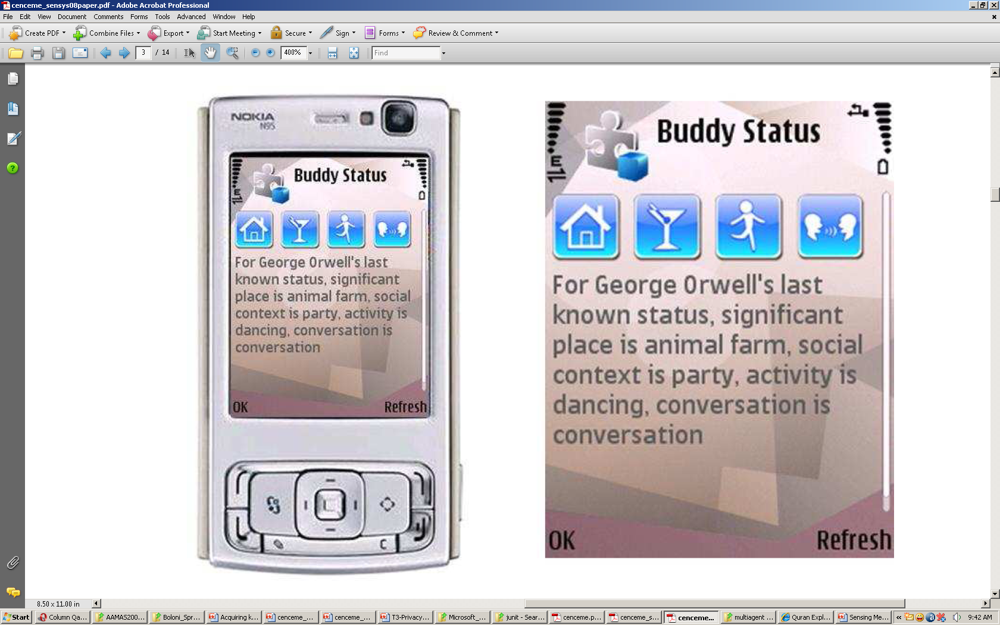 cenceme_sensys08paper.pdf - Adobe Acrobat Professional
File Edit View Document Comments Forms Tools Advanced Window Help
Create PDF Combine Files Export Start Meeting Secure Sign Forms Review & Comment
3 / 14 400% Find
NOKIA
N95
Buddy Status
For George Orwell's last
known status, significant
place is animal farm, social
context is party, activity is
dancing, conversation is
conversation
OK Refresh
C
Buddy Status
E
For George Orwell's last
known status, significant
place is animal farm, social
context is party, activity is
dancing, conversation is
conversation
OK Refresh
8.50 x 11.00 in
Start Column Qa... AAMAS200... Boloni_Spr... Acquiring k... cenceme_... cenceme_... T3-Privacy... Microsoft_... junit - Sear... cenceme.p... cenceme_s... cenceme... multiagent ... Quran Expl... Sensing Me... 9:42 AM